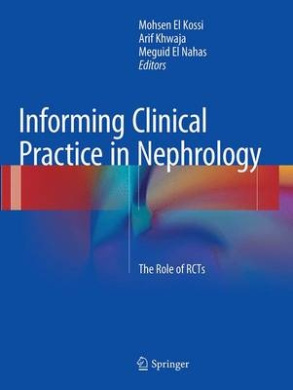 Mohsen El Kossi
Arif Khwaja
Meguid El Nahas
Editors
Informing Clinical
Practice in Nephrology
The Role of RCTs
Springer